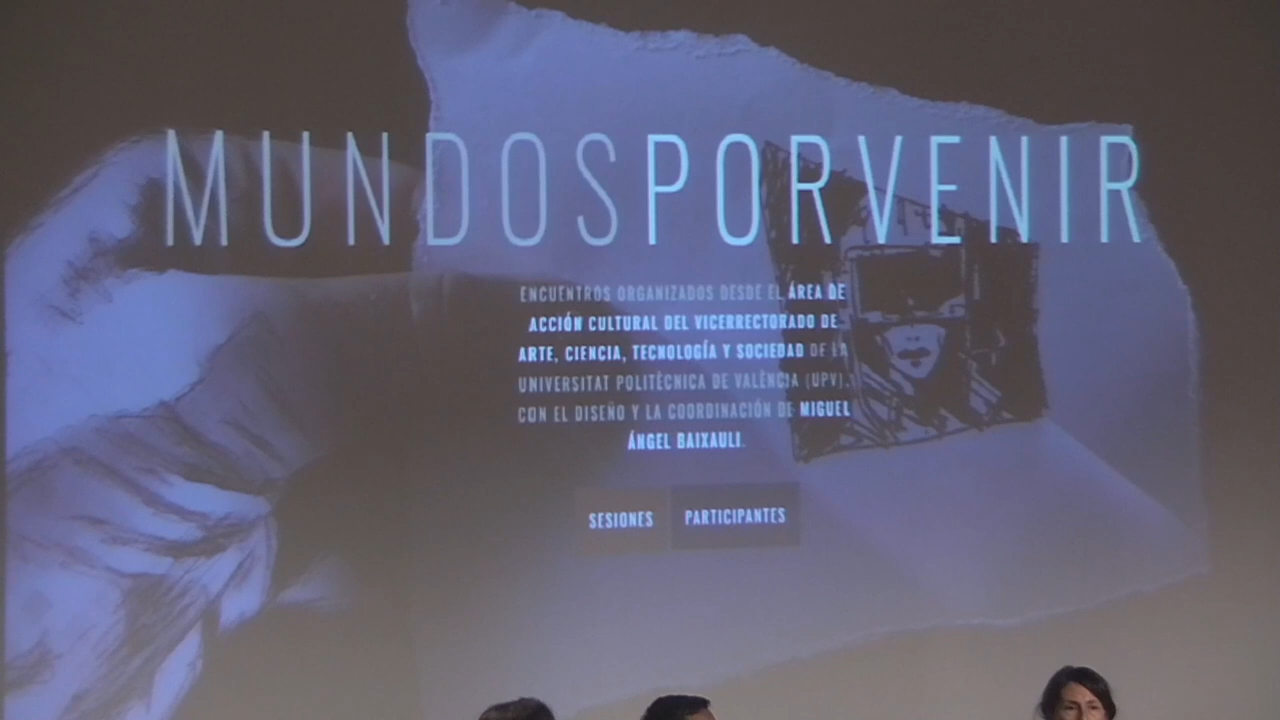 MUNDOSPORVENIR
ENCUENTROS ORGANIZADOS DESDE EL ÁREA DE
ACCIÓN CULTURAL DEL VICERRECTORADO DE
ARTE, CIENCIA, TECNOLOGÍA Y SOCIEDAD DE LA
UNIVERSITAT POLITÈCNICA DE VALÈNCIA (UPV).
CON EL DISEÑO Y LA COORDINACIÓN DE MIGUEL
ÁNGEL BAIXAULI.
SESIONES PARTICIPANTES